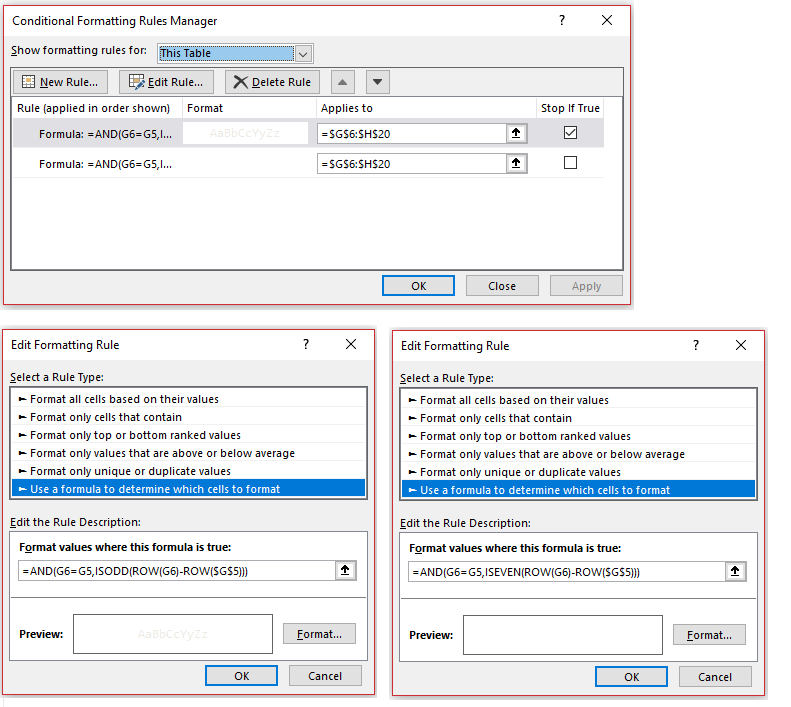 Conditional Formatting Rules Manager ?
Show formatting rules for: This Table
New Rule... Edit Rule... Delete Rule
Rule (applied in order shown) Format Applies to Stop If True
Formula: =AND(G6=G5,I... AaBbCcYyZz =$G$6:$H$20
Formula: =AND(G6=G5,I... =$G$6:$H$20
OK Close Apply
Edit Formatting Rule ?
Select a Rule Type:
► Format all cells based on their values
► Format only cells that contain
► Format only top or bottom ranked values
► Format only values that are above or below average
► Format only unique or duplicate values
► Use a formula to determine which cells to format
Edit the Rule Description:
Format values where this formula is true:
=AND(G6=G5,ISODD(ROW(G6)-ROW($G$5)))
Preview: AaBbCcYyZz Format...
OK Cancel
Edit Formatting Rule ?
Select a Rule Type:
► Format all cells based on their values
► Format only cells that contain
► Format only top or bottom ranked values
► Format only values that are above or below average
► Format only unique or duplicate values
► Use a formula to determine which cells to format
Edit the Rule Description:
Format values where this formula is true:
=AND(G6=G5,ISEVEN(ROW(G6)-ROW($G$5)))
Preview: Format...
OK Cancel